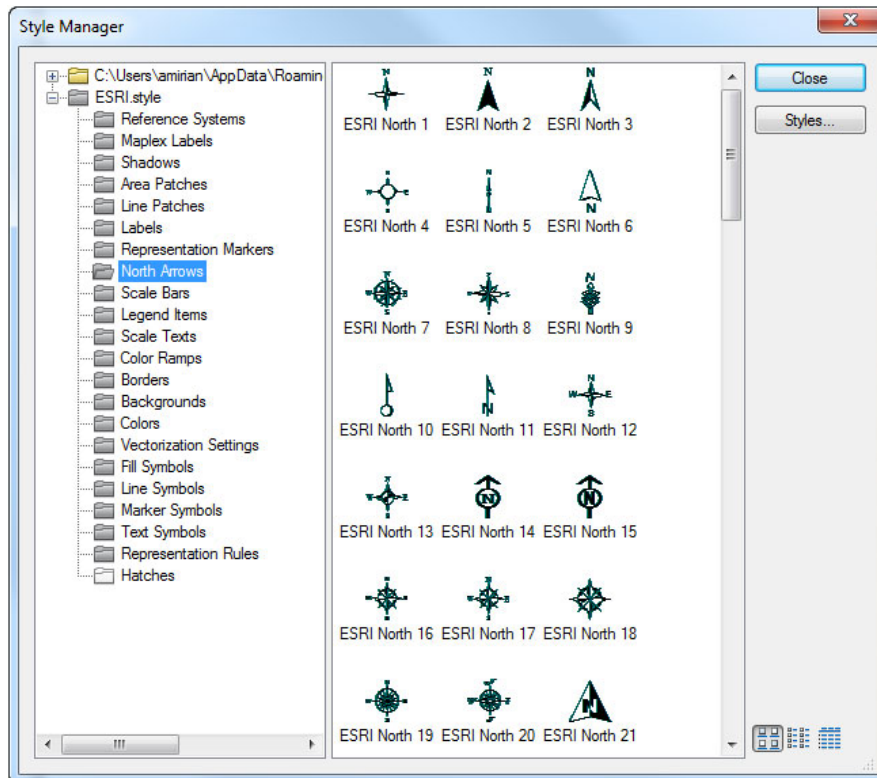 Style Manager
C:\Users\amirian\AppData\Roamin
ESRI.style
Reference Systems
Maplex Labels
Shadows
Area Patches
Line Patches
Labels
Representation Markers
North Arrows
Scale Bars
Legend Items
Scale Texts
Color Ramps
Borders
Backgrounds
Colors
Vectorization Settings
Fill Symbols
Line Symbols
Marker Symbols
Text Symbols
Representation Rules
Hatches
ESRI North 1 ESRI North 2 ESRI North 3
ESRI North 4 ESRI North 5 ESRI North 6
ESRI North 7 ESRI North 8 ESRI North 9
ESRI North 10 ESRI North 11 ESRI North 12
ESRI North 13 ESRI North 14 ESRI North 15
ESRI North 16 ESRI North 17 ESRI North 18
ESRI North 19 ESRI North 20 ESRI North 21
Close
Styles...